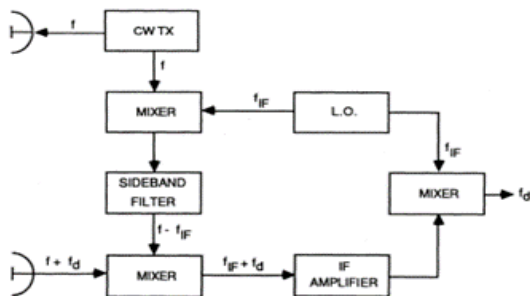 f
CW TX
f
MIXER
fIF
L.O.
fIF
SIDEBAND
FILTER
MIXER
fd
f - fIF
f + fd
MIXER
fIF + fd
IF
AMPLIFIER